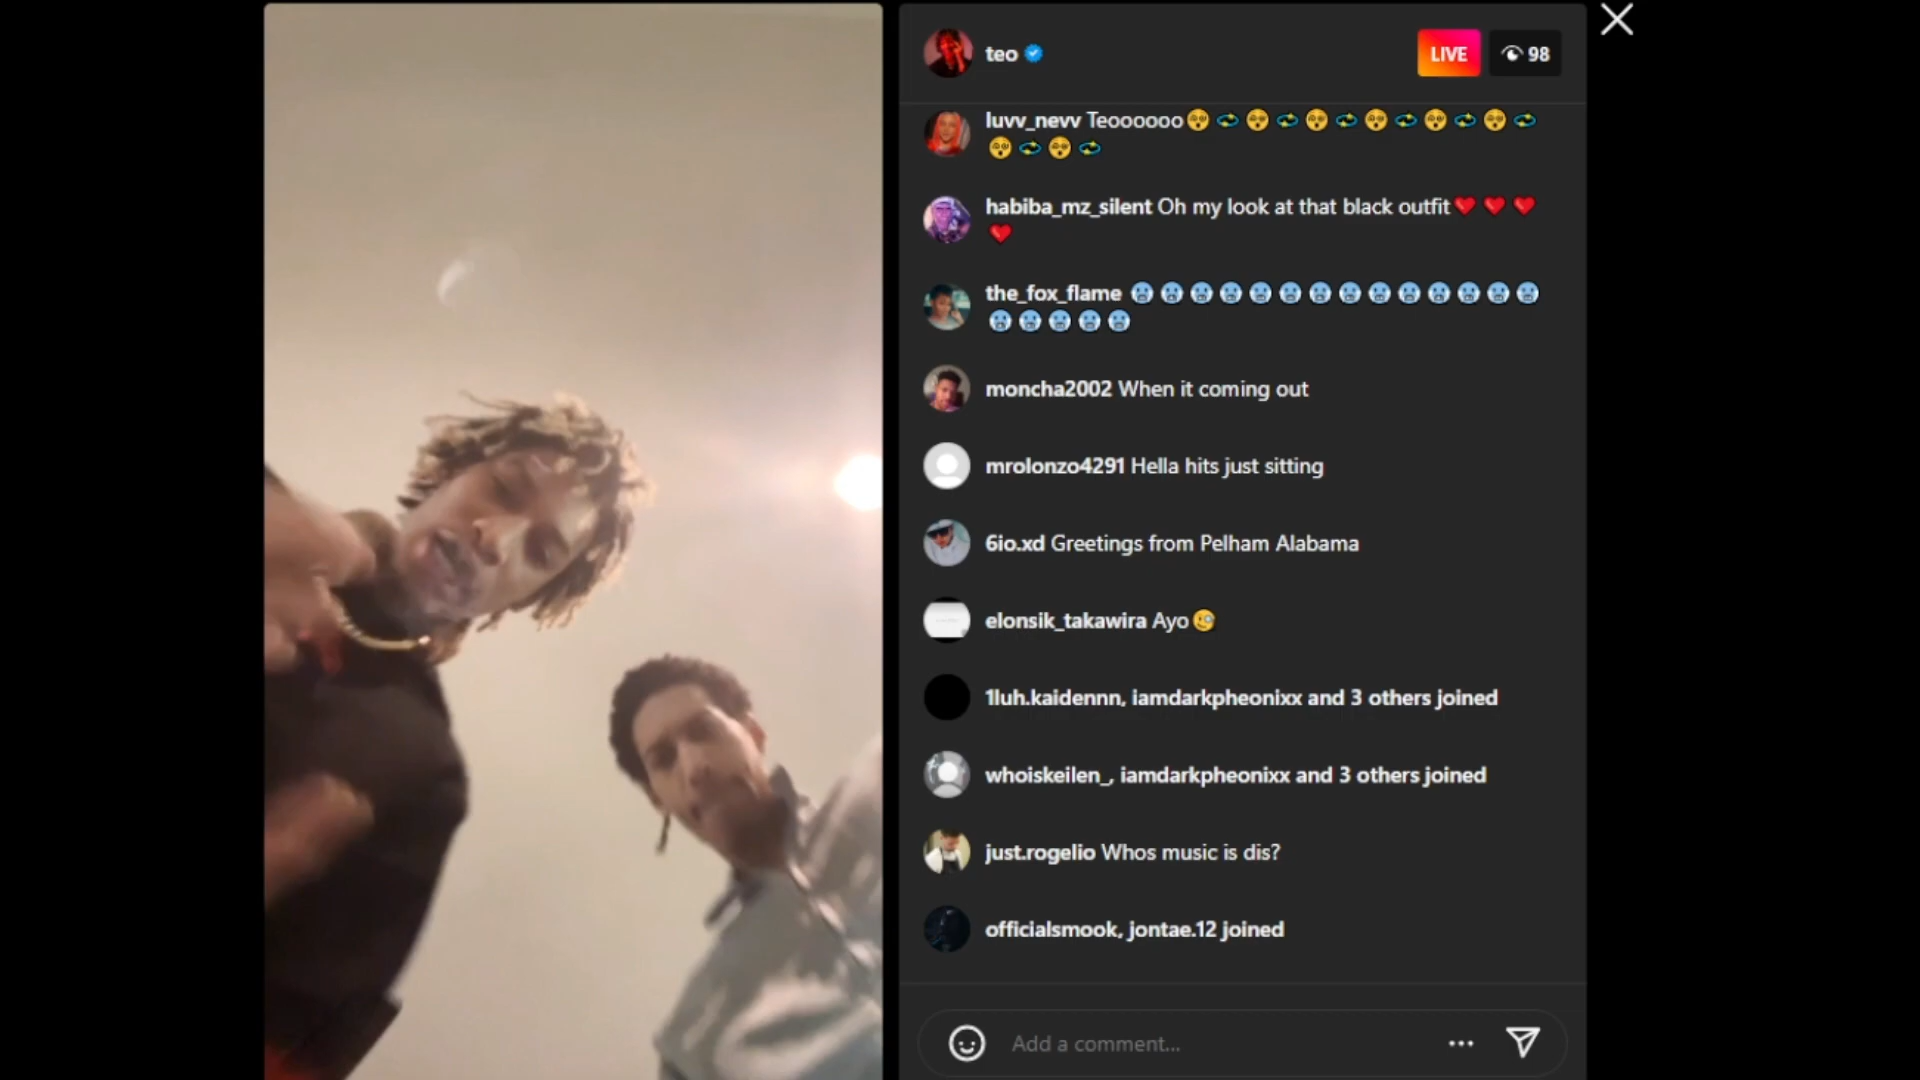 teo
LIVE 98
luvv_nevv Teoooooo😵‍💫😵‍💫😵‍💫😵‍💫😵‍💫😵‍💫
😵‍💫😵‍💫
habiba_mz_silent Oh my look at that black outfit❤️❤️❤️
❤️
the_fox_flame 🥶🥶🥶🥶🥶🥶🥶🥶🥶🥶🥶🥶🥶🥶
🥶🥶🥶🥶🥶
moncha2002 When it coming out
mrolonzo4291 Hella hits just sitting
6io.xd Greetings from Pelham Alabama
elonsik_takawira Ayo🧐
1luh.kaidennn, iamdarkpheonixx and 3 others joined
whoiskeilen_, iamdarkpheonixx and 3 others joined
just.rogelio Whos music is dis?
officialsmook, jontae.12 joined
Add a comment...